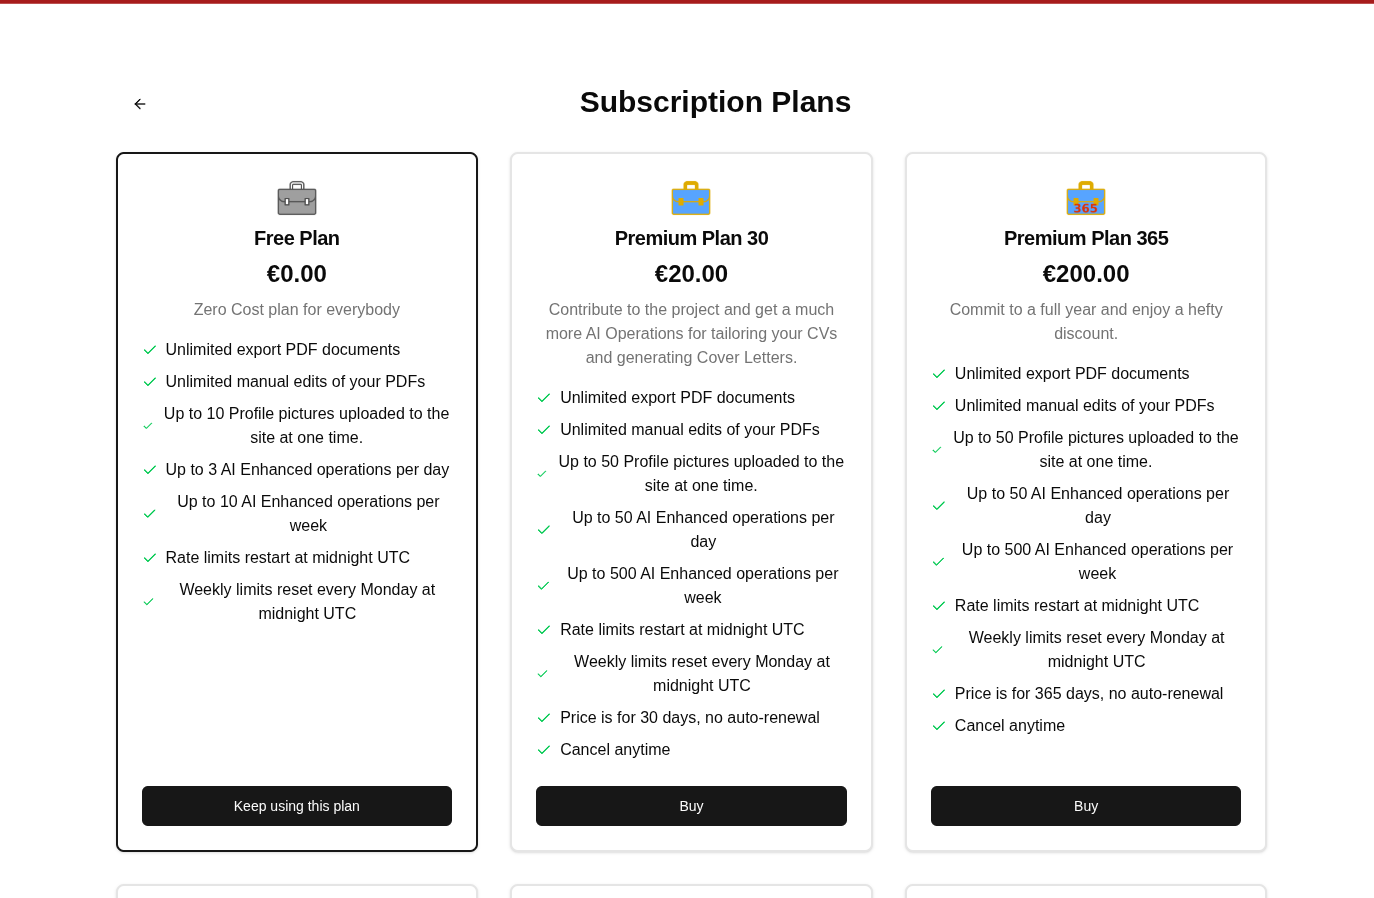 Subscription Plans
Free Plan
€0.00
Zero Cost plan for everybody
Unlimited export PDF documents
Unlimited manual edits of your PDFs
Up to 10 Profile pictures uploaded to the
site at one time.
Up to 3 AI Enhanced operations per day
Up to 10 AI Enhanced operations per
week
Rate limits restart at midnight UTC
Weekly limits reset every Monday at
midnight UTC
Keep using this plan
Premium Plan 30
€20.00
Contribute to the project and get a much
more AI Operations for tailoring your CVs
and generating Cover Letters.
Unlimited export PDF documents
Unlimited manual edits of your PDFs
Up to 50 Profile pictures uploaded to the
site at one time.
Up to 50 AI Enhanced operations per
day
Up to 500 AI Enhanced operations per
week
Rate limits restart at midnight UTC
Weekly limits reset every Monday at
midnight UTC
Price is for 30 days, no auto-renewal
Cancel anytime
Buy
365
Premium Plan 365
€200.00
Commit to a full year and enjoy a hefty
discount.
Unlimited export PDF documents
Unlimited manual edits of your PDFs
Up to 50 Profile pictures uploaded to the
site at one time.
Up to 50 AI Enhanced operations per
day
Up to 500 AI Enhanced operations per
week
Rate limits restart at midnight UTC
Weekly limits reset every Monday at
midnight UTC
Price is for 365 days, no auto-renewal
Cancel anytime
Buy